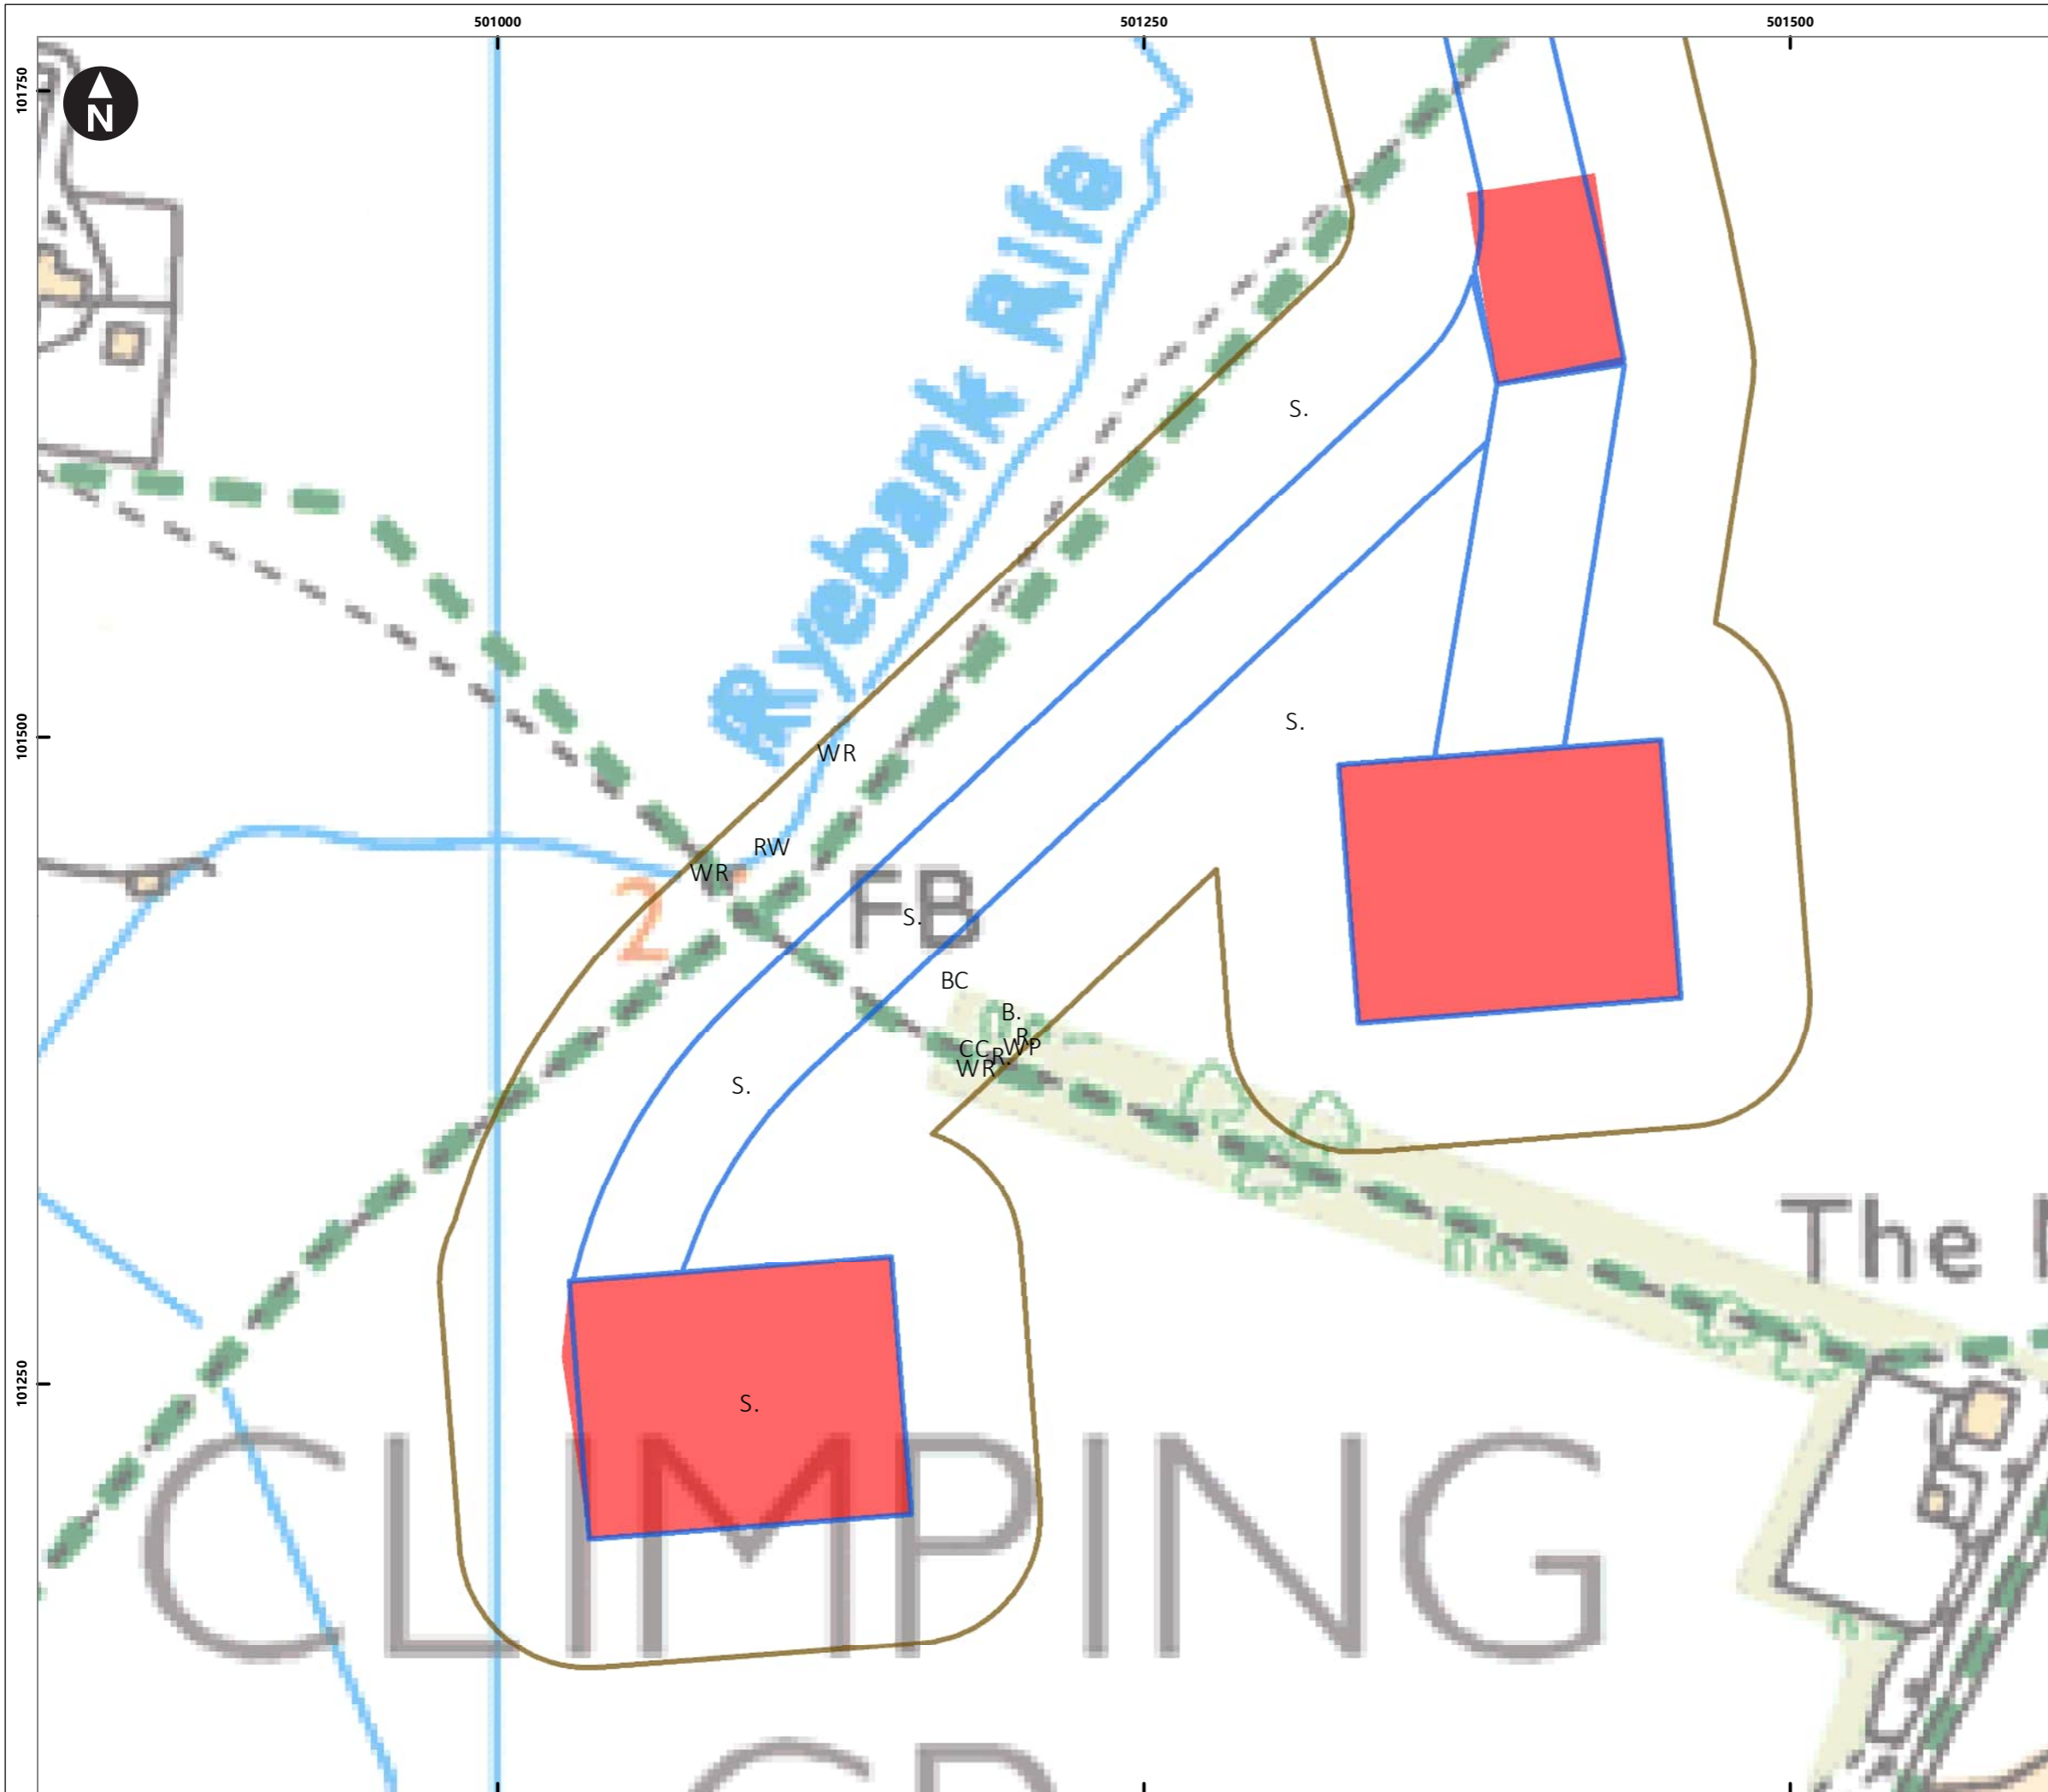 501000
501250
501500
101750
N
Ryebank Rife
S.
101500
S.
WR
RW
WR
2
FB
S.
BC
B.
R.
CC
R.
WP
WR
S.
The
101250
S.
CLIMPING
CP